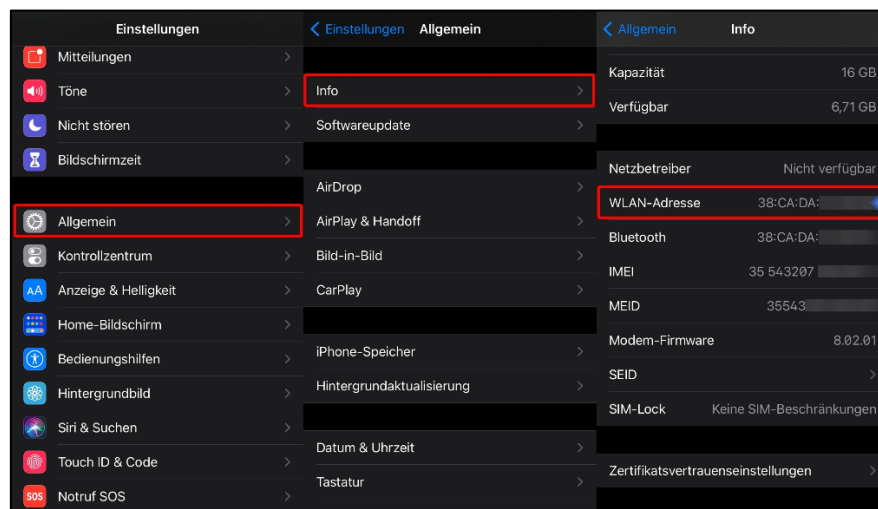 Einstellungen
Mitteilungen
Töne
Nicht stören
Bildschirmzeit
Allgemein
Kontrollzentrum
AA Anzeige & Helligkeit
Home-Bildschirm
Bedienungshilfen
Hintergrundbild
Siri & Suchen
Touch ID & Code
SOS Notruf SOS
Einstellungen Allgemein
Info
Softwareupdate
AirDrop
AirPlay & Handoff
Bild-in-Bild
CarPlay
iPhone-Speicher
Hintergrundaktualisierung
Datum & Uhrzeit
Tastatur
Allgemein Info
Kapazität 16 GB
Verfügbar 6,71 GB
Netzbetreiber Nicht verfügbar
WLAN-Adresse 38:CA:DA:
Bluetooth 38:CA:DA:
IMEI 35 543207
MEID 35543
Modem-Firmware 8.02.01
SEID
SIM-Lock Keine SIM-Beschränkungen
Zertifikatsvertrauenseinstellungen